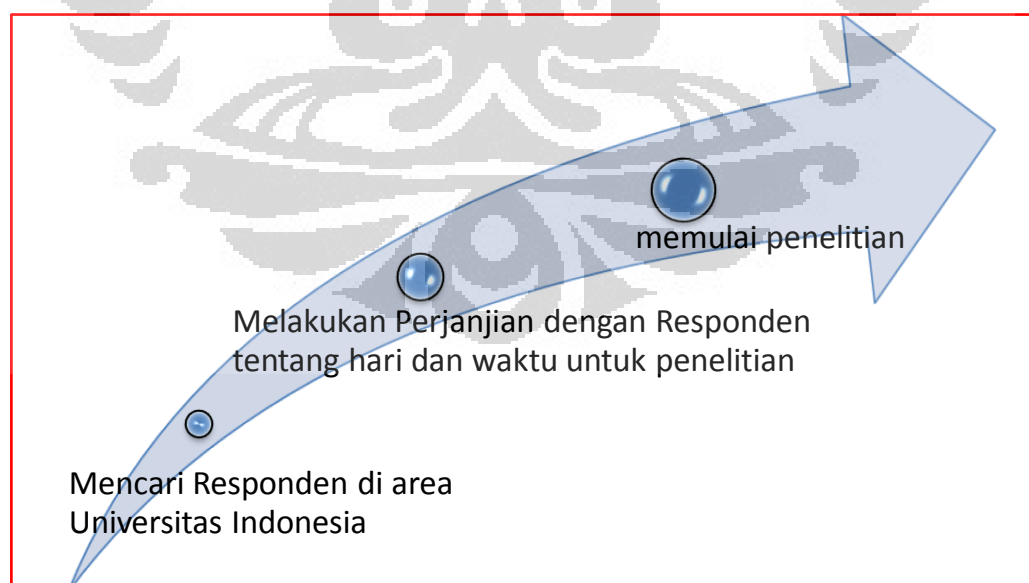 memulai penelitian
Melakukan Perjanjian dengan Responden
tentang hari dan waktu untuk penelitian
Mencari Responden di area
Universitas Indonesia